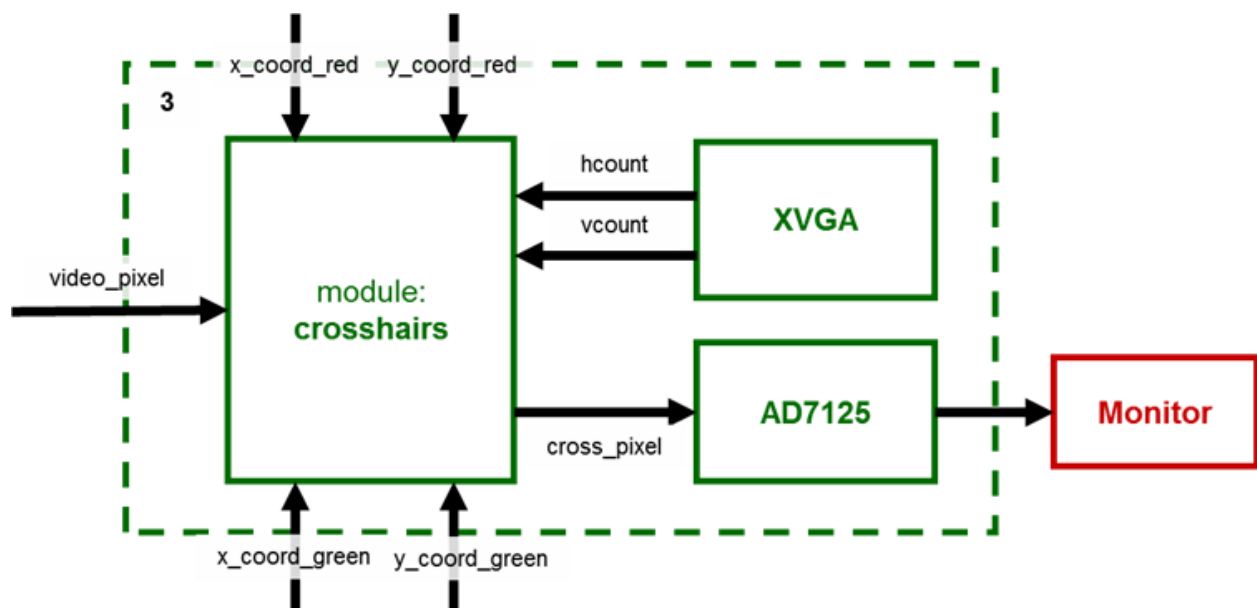 x_coord_red
y_coord_red
3
hcount
XVGA
vcount
video_pixel
module:
crosshairs
AD7125
Monitor
cross_pixel
x_coord_green
y_coord_green